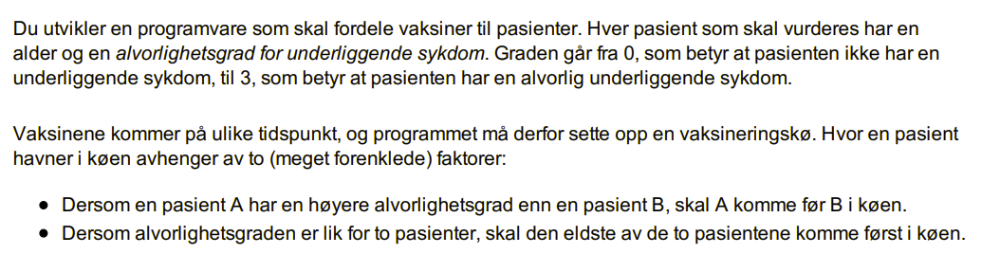 Du utvikler en programvare som skal fordele vaksiner til pasienter. Hver pasient som skal vurderes har en
alder og en alvorlighetsgrad for underliggende sykdom. Graden går fra 0, som betyr at pasienten ikke har en
underliggende sykdom, til 3, som betyr at pasienten har en alvorlig underliggende sykdom.
Vaksinene kommer på ulike tidspunkt, og programmet må derfor sette opp en vaksineringskø. Hvor en pasient
havner i køen avhenger av to (meget forenklede) faktorer:
● Dersom en pasient A har en høyere alvorlighetsgrad enn en pasient B, skal A komme før B i køen.
● Dersom alvorlighetsgraden er lik for to pasienter, skal den eldste av de to pasientene komme først i køen.